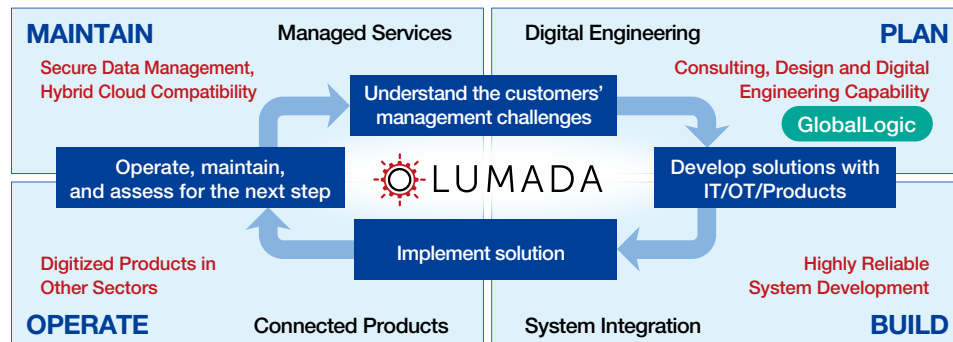 MAINTAIN
Managed Services
Secure Data Management,
Hybrid Cloud Compatibility
Digital Engineering
PLAN
Consulting, Design and Digital
Engineering Capability
GlobalLogic
Understand the customers'
management challenges
Operate, maintain,
and assess for the next step
LUMADA
Develop solutions with
IT/OT/Products
Implement solution
Digitized Products in
Other Sectors
OPERATE
Connected Products
Highly Reliable
System Development
System Integration
BUILD